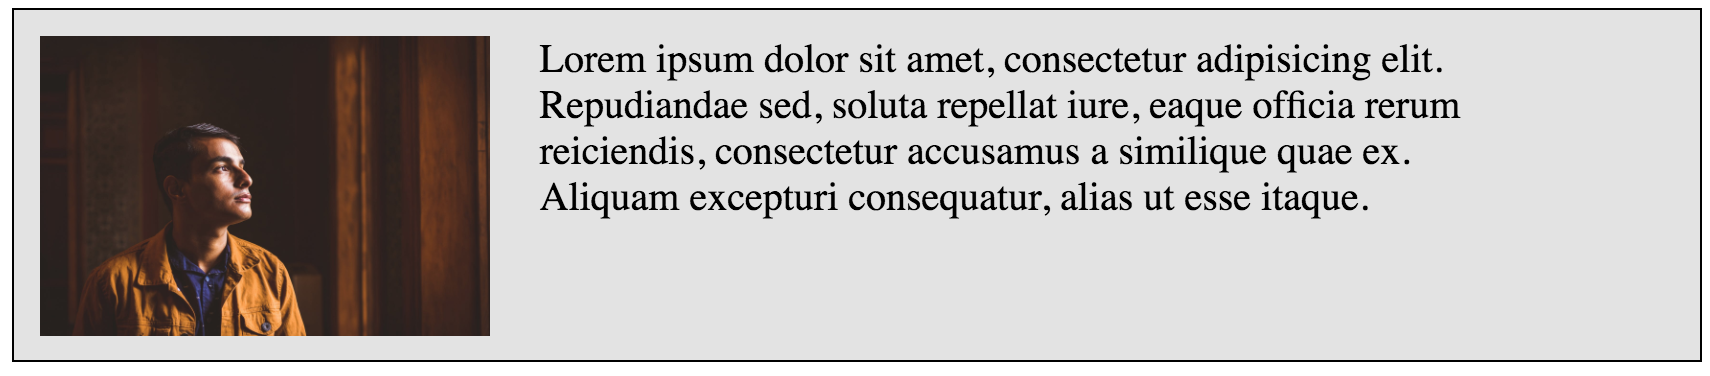 Lorem ipsum dolor sit amet, consectetur adipisicing elit.
Repudiandae sed, soluta repellat iure, eaque officia rerum
reiciendis, consectetur accusamus a similique quae ex.
Aliquam excepturi consequatur, alias ut esse itaque.